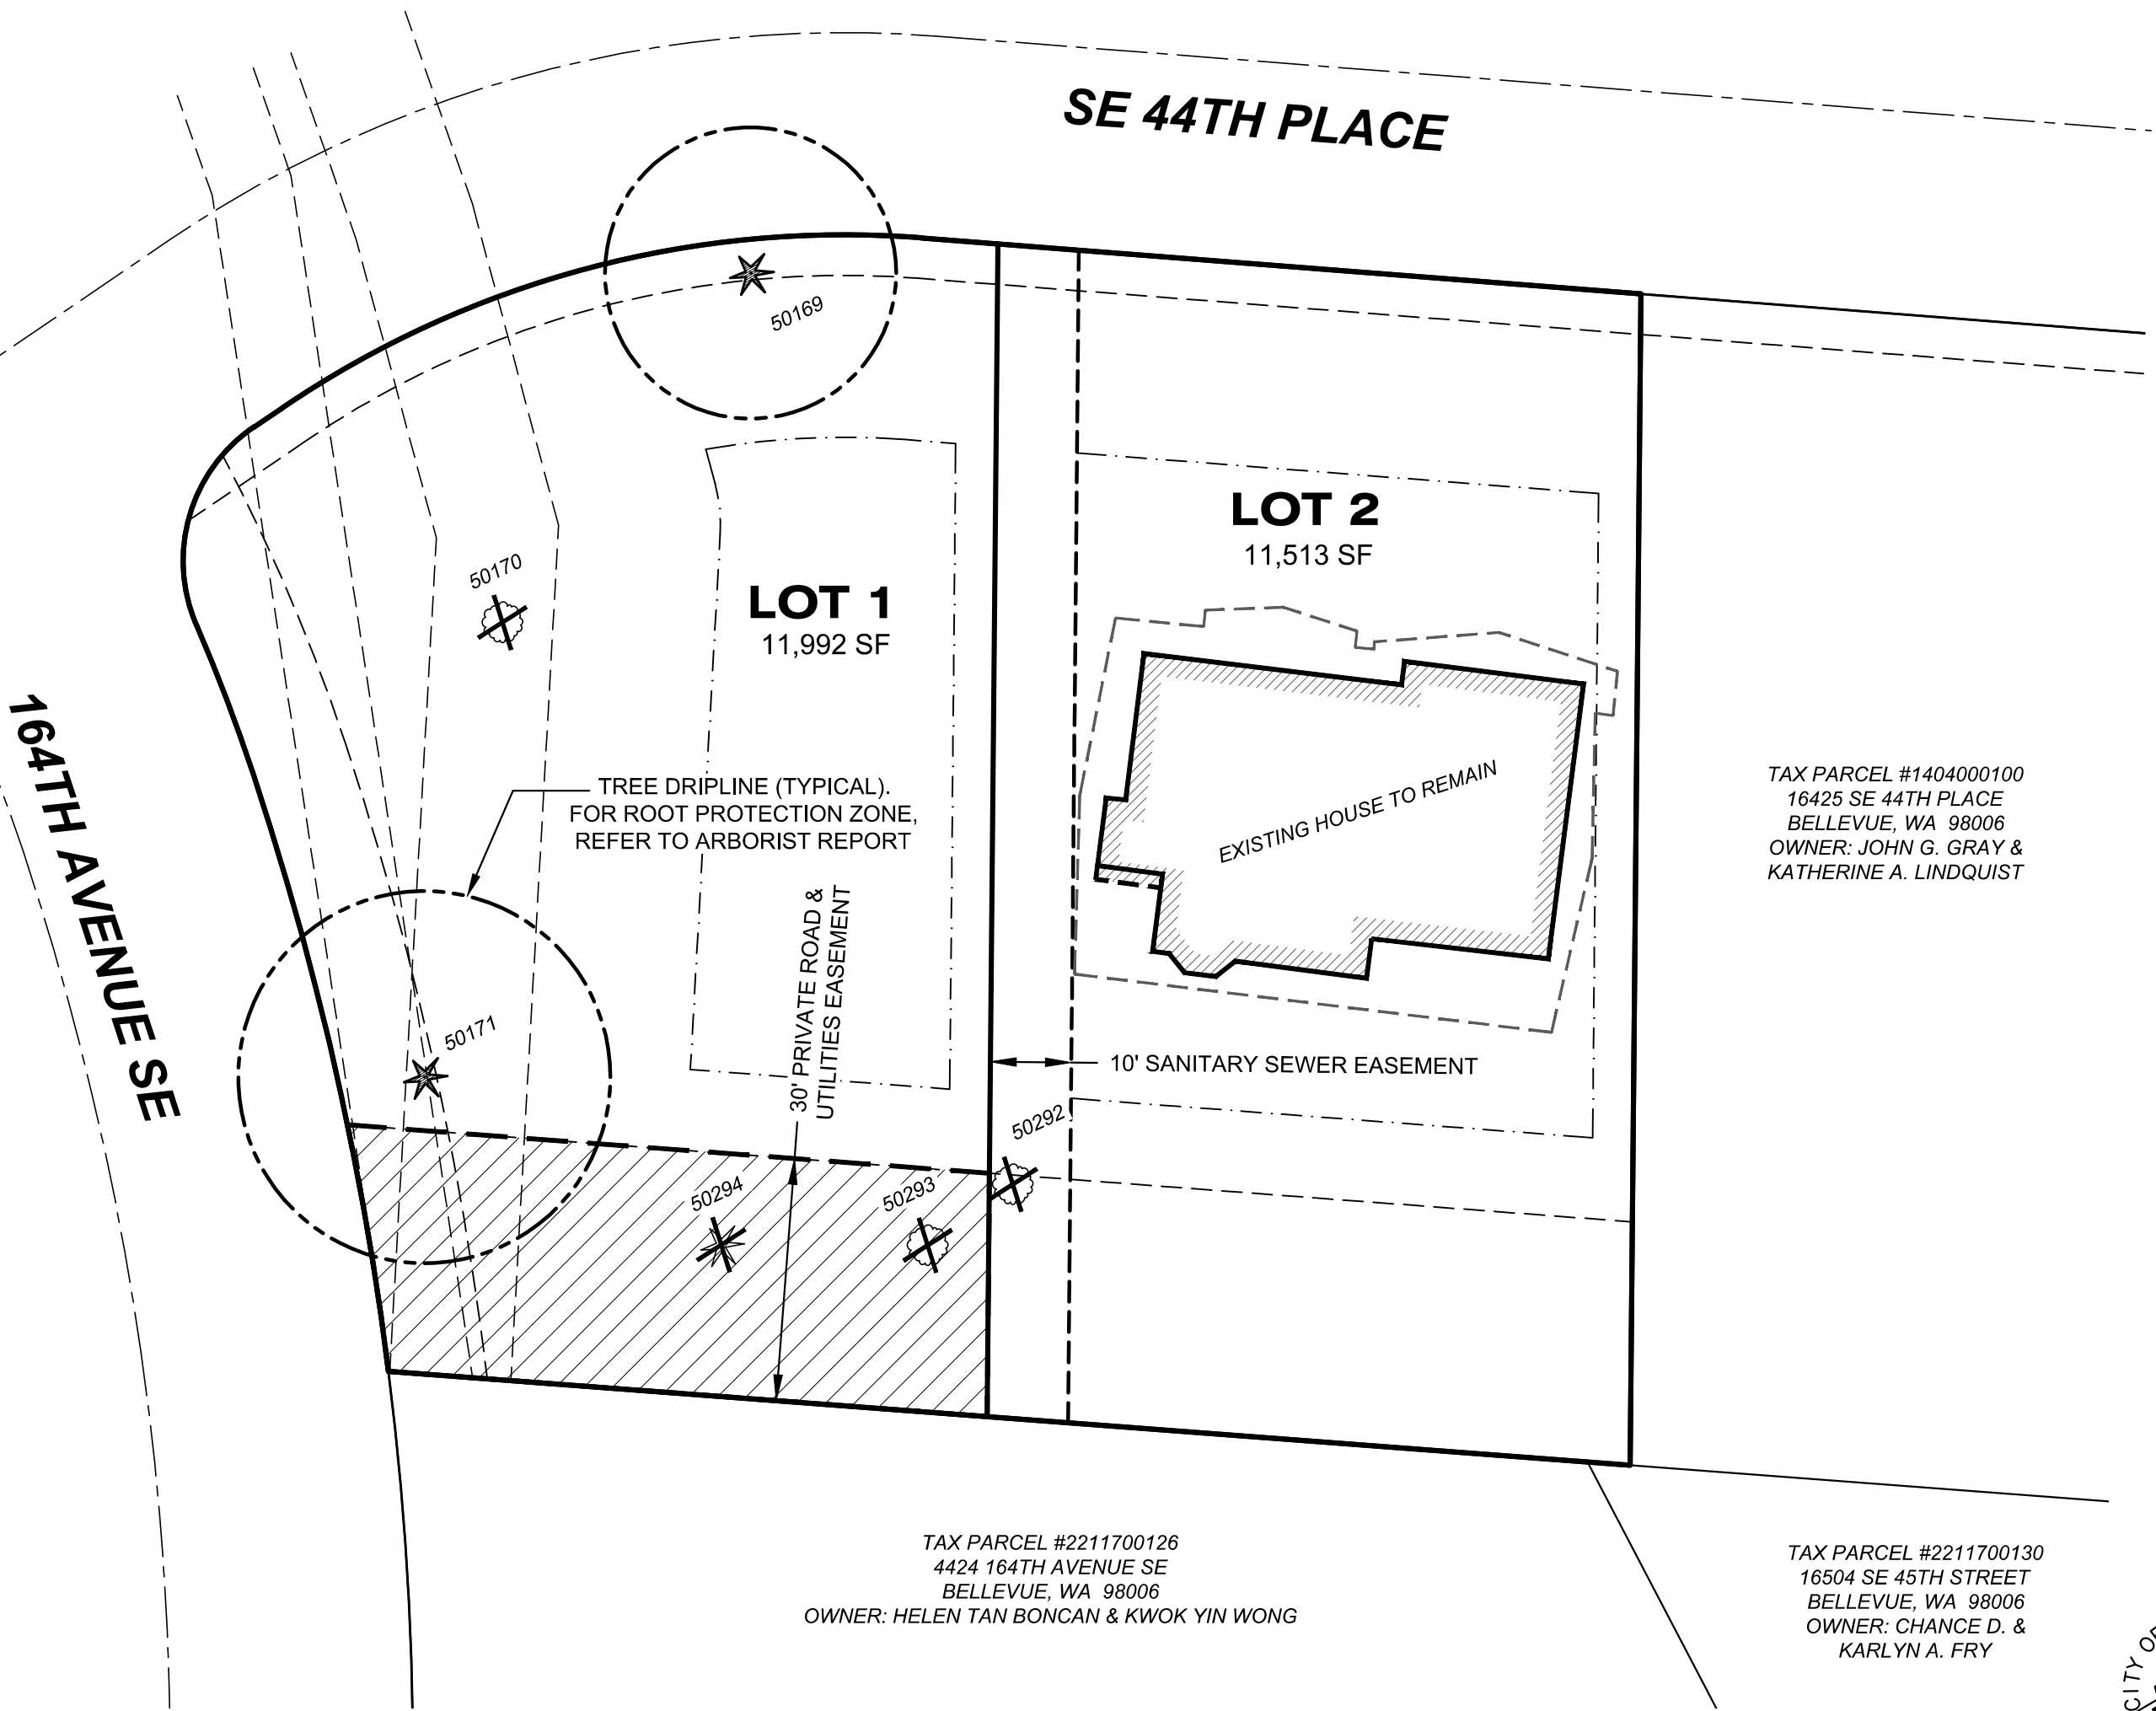 SE 44TH PLACE
50169
LOT 2
11,513 SF
50170
LOT 1
11,992 SF
164TH AVENUE SE
TREE DRIPLINE (TYPICAL).
FOR ROOT PROTECTION ZONE,
REFER TO ARBORIST REPORT
EXISTING HOUSE TO REMAIN
TAX PARCEL #1404000100
16425 SE 44TH PLACE
BELLEVUE, WA 98006
OWNER: JOHN G. GRAY &
KATHERINE A. LINDQUIST
30' PRIVATE ROAD &
UTILITIES EASEMENT
50171
10' SANITARY SEWER EASEMENT
50292
50294
50293
TAX PARCEL #2211700126
4424 164TH AVENUE SE
BELLEVUE, WA 98006
OWNER: HELEN TAN BONCAN & KWOK YIN WONG
TAX PARCEL #2211700130
16504 SE 45TH STREET
BELLEVUE, WA 98006
OWNER: CHANCE D. &
KARLYN A. FRY
CITY OF